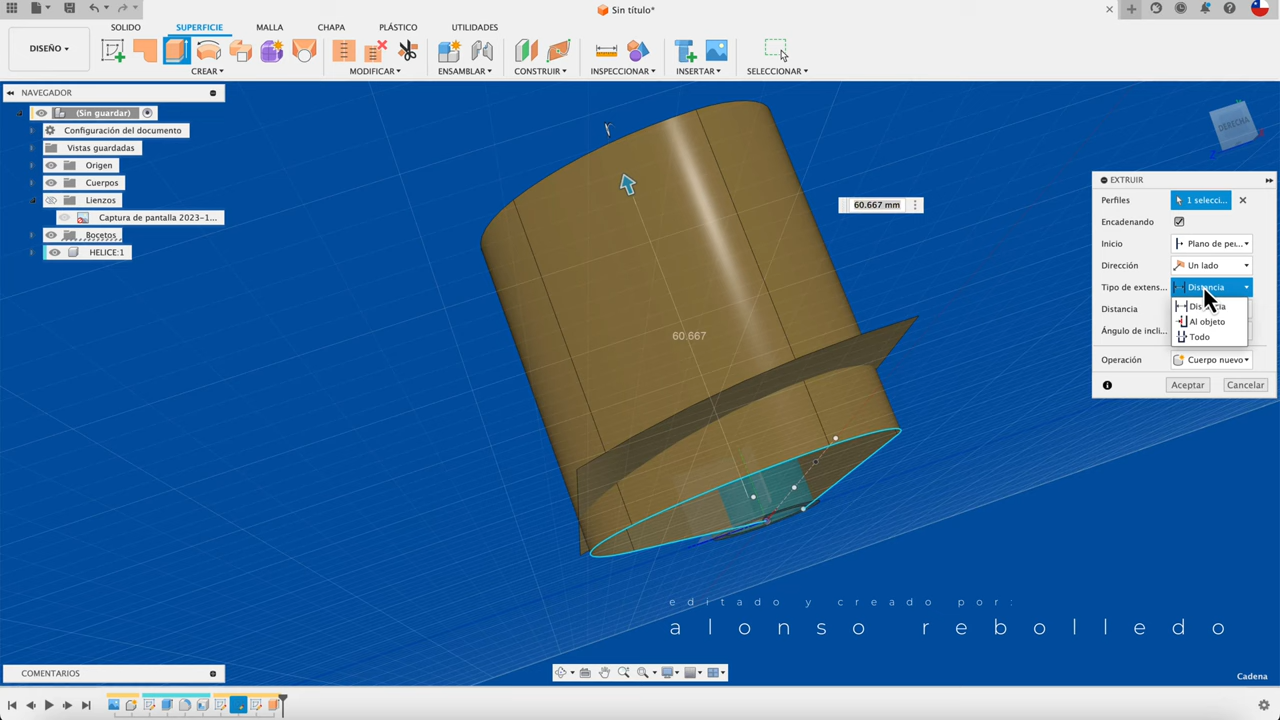 Sin título*
DISEÑO
SÓLIDO
SUPERFICIE
MALLA
CHAPA
PLÁSTICO
UTILIDADES
CREAR
MODIFICAR
ENSAMBLAR
CONSTRUIR
INSPECCIONAR
INSERTAR
SELECCIONAR
NAVEGADOR
(Sin guardar)
Configuración del documento
Vistas guardadas
Origen
Cuerpos
Lienzos
Captura de pantalla 2023-1...
Bocetos
HELICE:1
DERECHA
Z
60.667 mm
60.667
EXTRUIR
Perfiles
1 selecci...
Encadenando
Inicio
Plano de pe...
Dirección
Un lado
Tipo de extens...
Distancia
Al objeto
Todo
Distancia
Ángulo de incli...
Operación
Cuerpo nuevo
Aceptar
Cancelar
editado y creado por:
alonso rebolledo
COMENTARIOS
Cadena